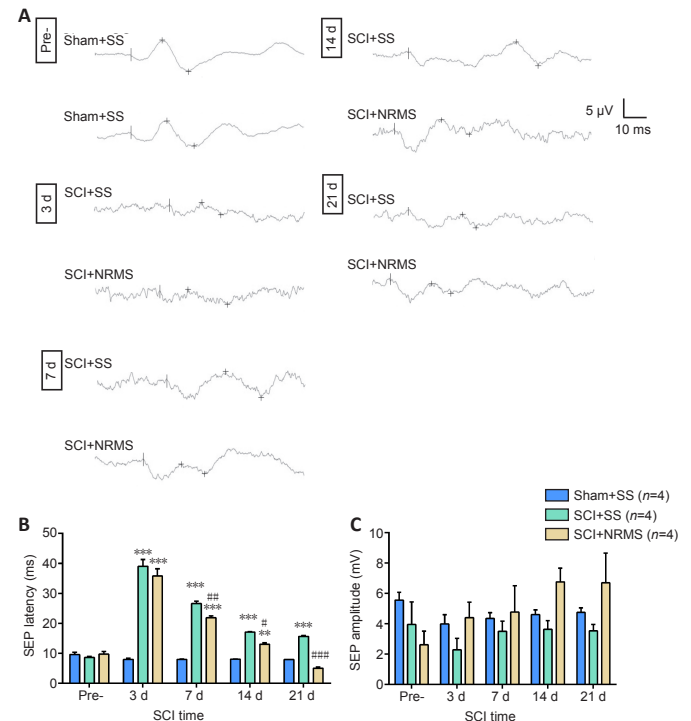 A
Pre-
Sham+SS
Sham+SS
3 d
SCI+SS
SCI+NRMS
7 d
SCI+SS
SCI+NRMS
14 d
SCI+SS
SCI+NRMS
5 µV
10 ms
21 d
SCI+SS
SCI+NRMS
Sham+SS (n=4)
SCI+SS (n=4)
SCI+NRMS (n=4)
B
SEP latency (ms)
50
40
30
20
10
0
***
***
***
##
***
***
#
**
***
###
Pre- 3 d 7 d 14 d 21 d
SCI time
C
SEP amplitude (mV)
10
8
6
4
2
0
Pre- 3 d 7 d 14 d 21 d
SCI time